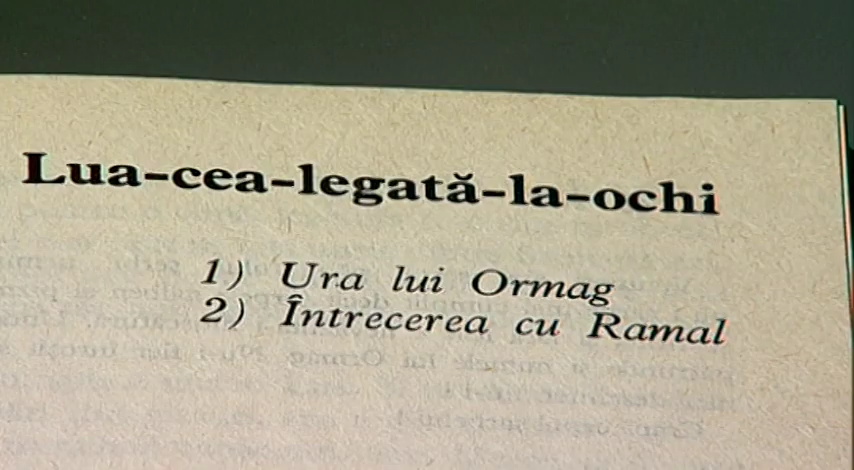 Lua-cea-legată-la-ochi
1) Ura lui Ormag
2) Întrecerea cu Ramal